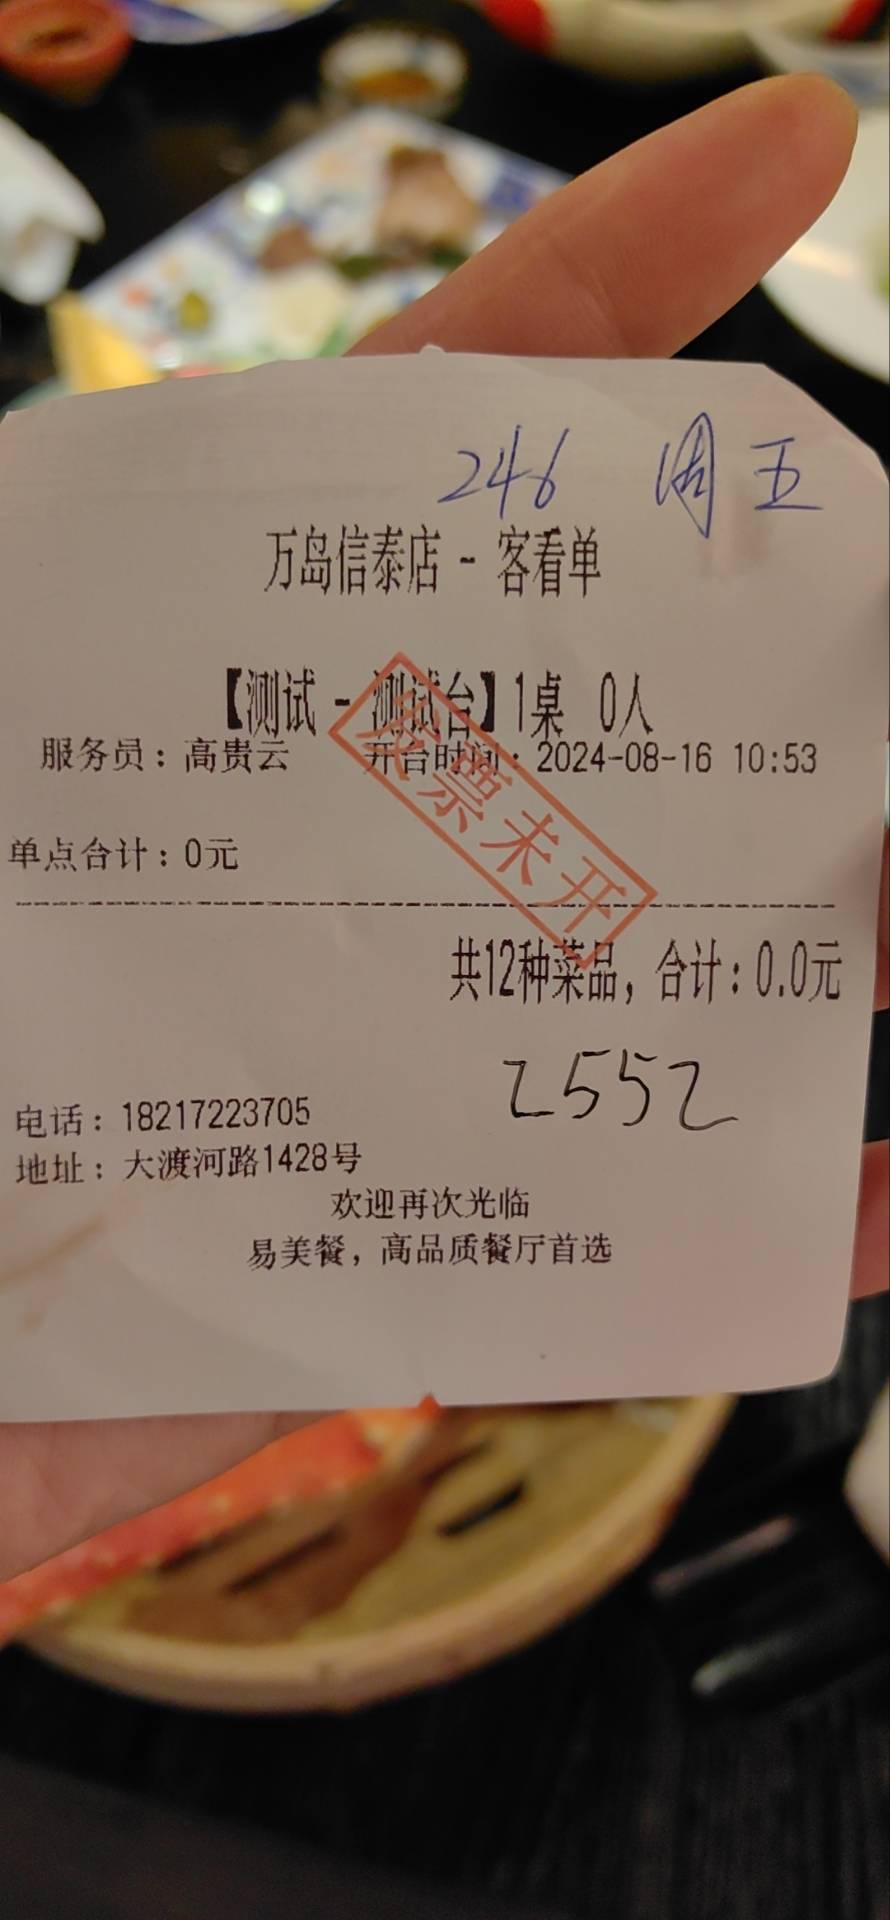 246 周五
万岛信泰店 - 客看单
【测试 - 测试台】1桌 0人
服务员：高贵云 开台时间：2024-08-16 10:53
发票未开
单点合计：0元
共12种菜品，合计：0.0元
2552
电话：18217223705
地址：大渡河路1428号
欢迎再次光临
易美餐，高品质餐厅首选